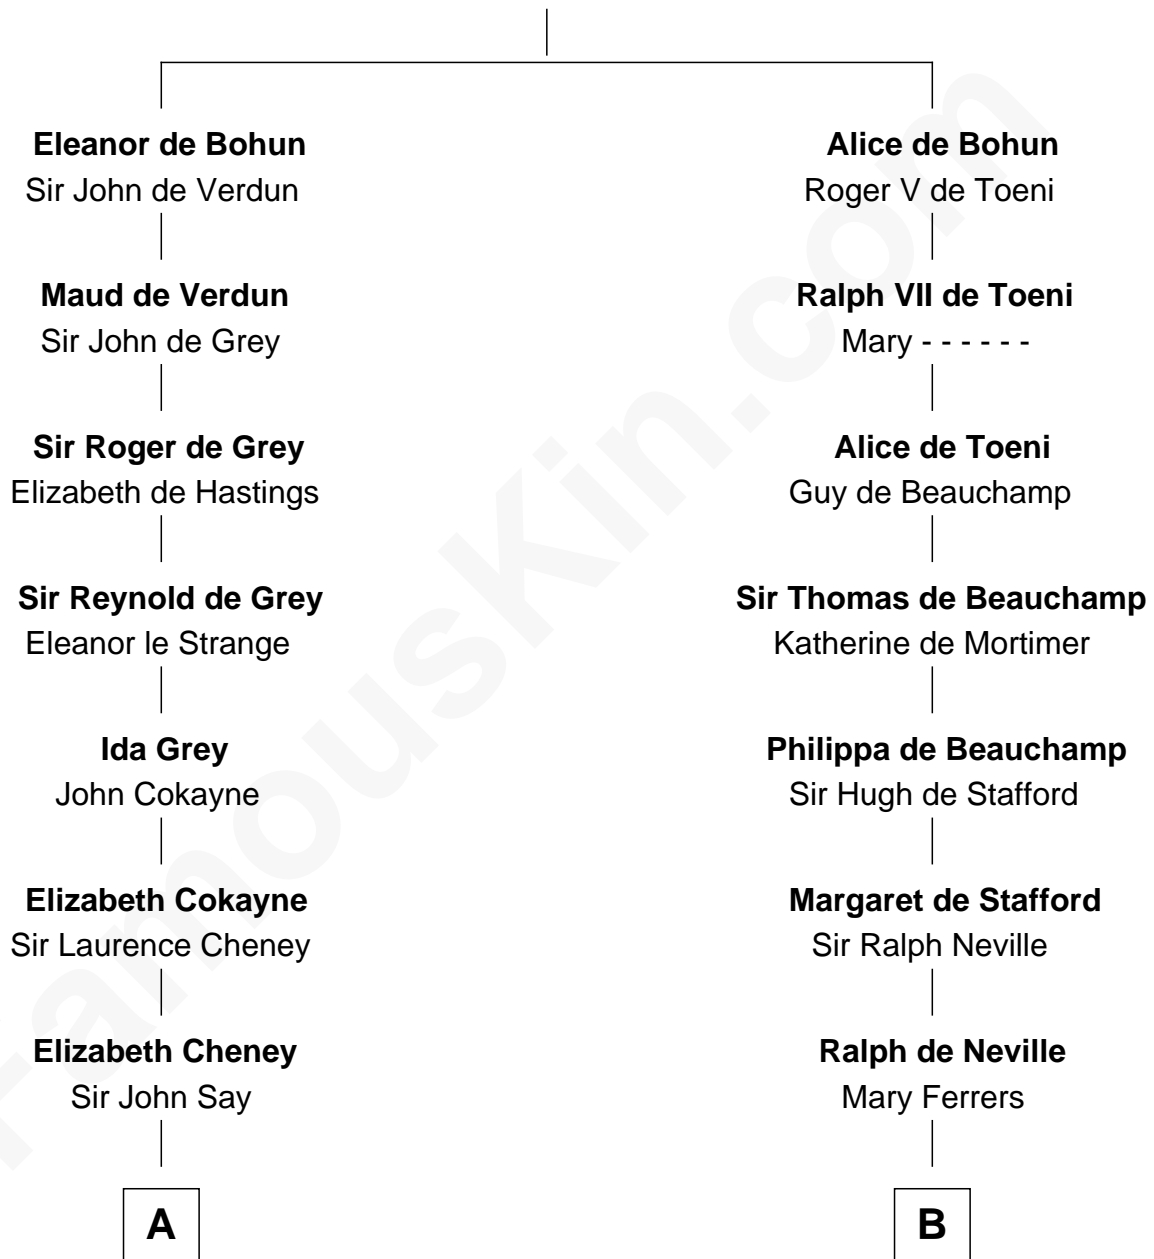 Eleanor de Bohun
Sir John de Verdun
Maud de Verdun
Sir John de Grey
Sir Roger de Grey
Elizabeth de Hastings
Sir Reynold de Grey
Eleanor le Strange
Ida Grey
John Cokayne
Elizabeth Cokayne
Sir Laurence Cheney
Elizabeth Cheney
Sir John Say
A
Alice de Bohun
Roger V de Toeni
Ralph VII de Toeni
Mary - - - - - -
Alice de Toeni
Guy de Beauchamp
Sir Thomas de Beauchamp
Katherine de Mortimer
Philippa de Beauchamp
Sir Hugh de Stafford
Margaret de Stafford
Sir Ralph Neville
Ralph de Neville
Mary Ferrers
B
FamousKin.com